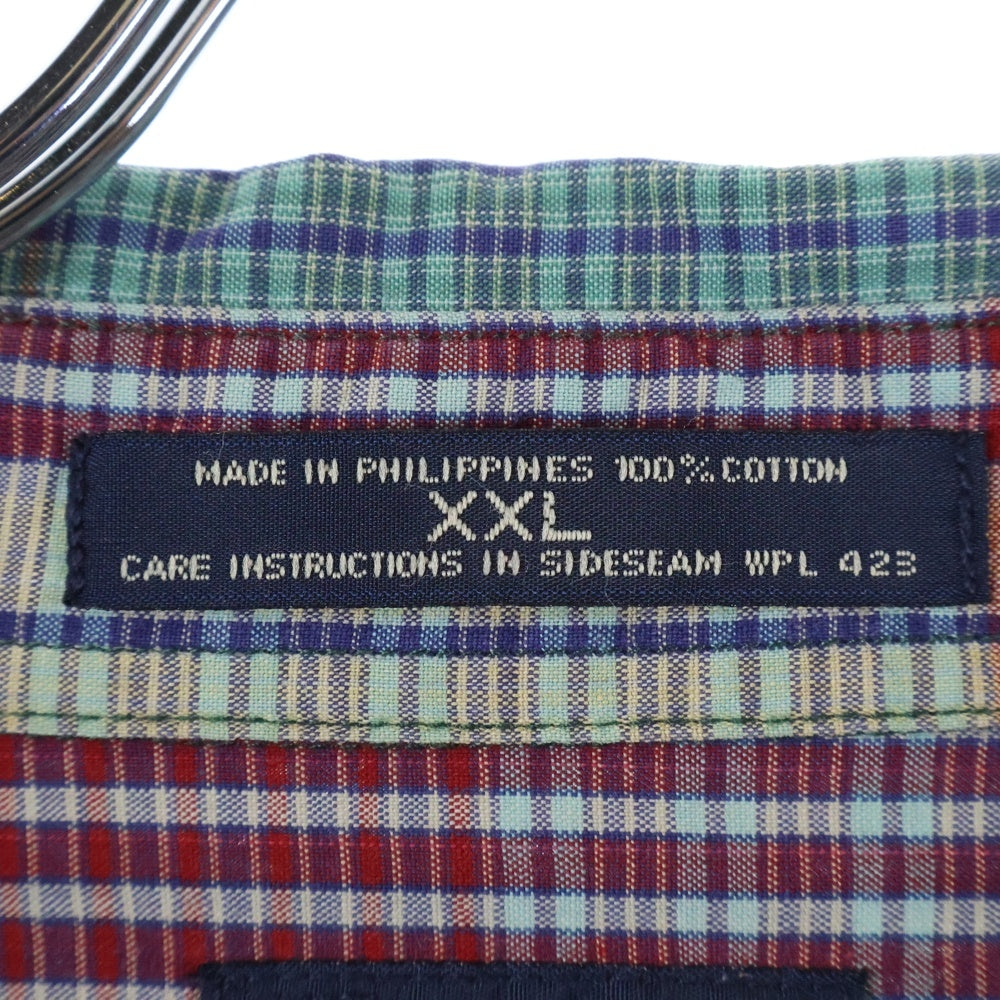 MADE IN PHILIPPINES 100% COTTON
XXL
CARE INSTRUCTIONS IN SIDESEAM WPL 423